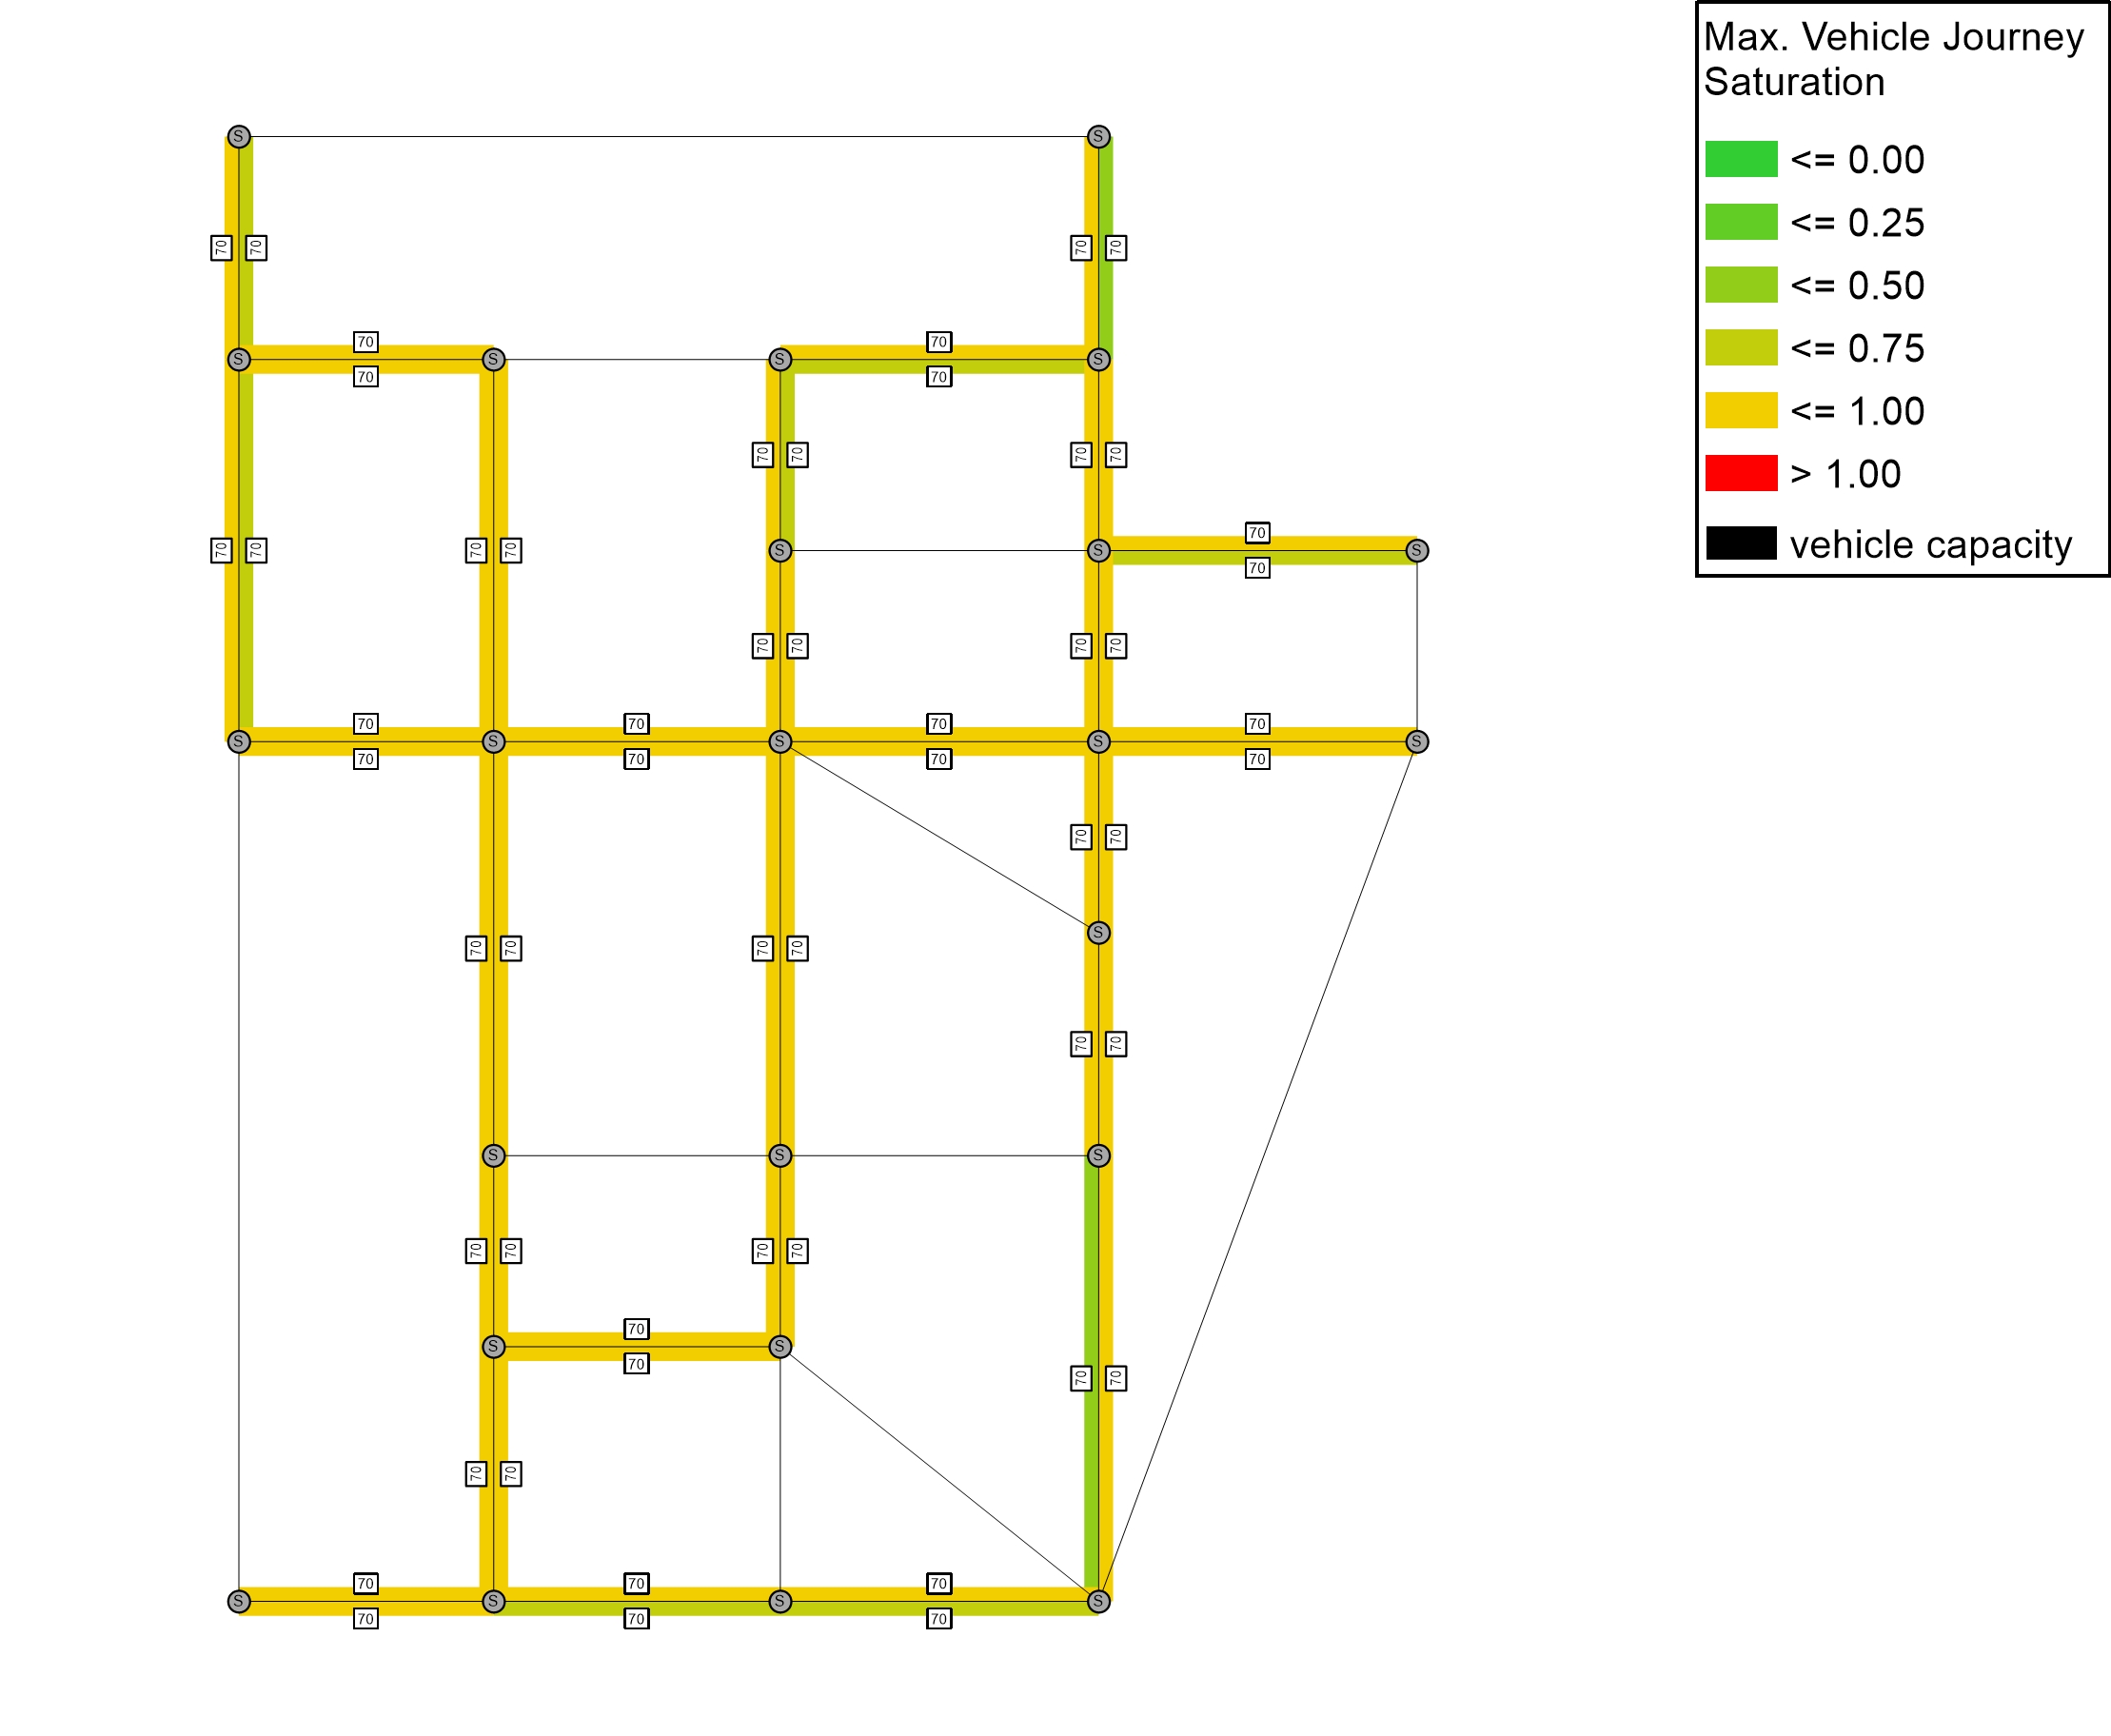 Max. Vehicle Journey
Saturation
<= 0.00
<= 0.25
<= 0.50
<= 0.75
<= 1.00
> 1.00
vehicle capacity
S S
70 70 70 70
70 70
S S S S
70 70
70 70 70 70
70
70 70 70 70 S S S
70
70 70 70 70
70 70 70 70
S S S S S
70 70 70 70
70 70
S
70 70 70 70
70 70
S S S
70 70 70 70
70
S S
70
70 70
70 70
70 70 70
S S S S
70 70 70